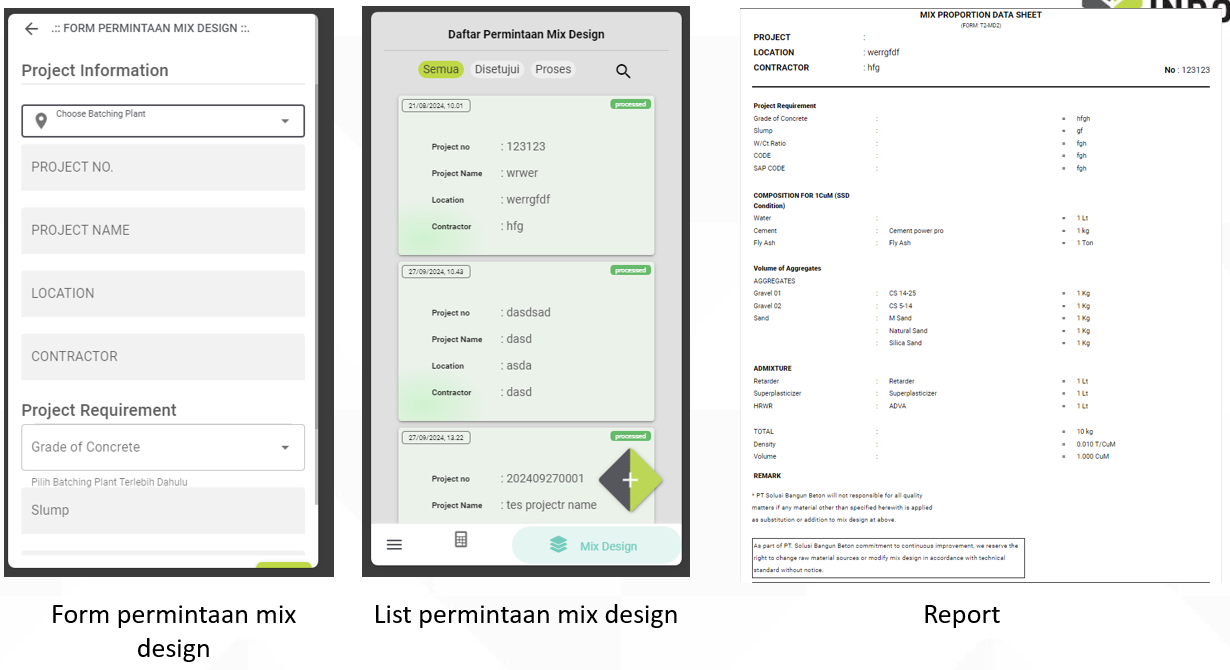 .:: FORM PERMINTAAN MIX DESIGN ::.
Project Information
Choose Batching Plant
PROJECT NO.
PROJECT NAME
LOCATION
CONTRACTOR
Project Requirement
Grade of Concrete
Pilih Batching Plant Terlebih Dahulu
Slump
Form permintaan mix
design
Daftar Permintaan Mix Design
Semua Disetujui Proses
21/08/2024, 10.01 processed
Project no : 123123
Project Name : wrwer
Location : werrgfdf
Contractor : hfg
27/09/2024, 10.43 processed
Project no : dasdsad
Project Name : dasd
Location : asda
Contractor : dasd
27/09/2024, 13.22 processed
Project no : 202409270001
Project Name : tes projectr name
+
Mix Design
List permintaan mix design
MIX PROPORTION DATA SHEET
(FORM: T2-MD2)
PROJECT :
LOCATION : werrgfdf
CONTRACTOR : hfg
No : 123123
Project Requirement
Grade of Concrete : = hfgh
Slump : = gf
W/Ct Ratio : = fgh
CODE = fgh
SAP CODE : = fgh
COMPOSITION FOR 1CuM (SSD
Condition)
Water : = 1 Lt
Cement : Cement power pro = 1 kg
Fly Ash : Fly Ash = 1 Ton
Volume of Aggregates
AGGREGATES
Gravel 01 : CS 14-25 = 1 Kg
Gravel 02 : CS 5-14 = 1 Kg
Sand : M Sand = 1 Kg
: Natural Sand = 1 Kg
: Silica Sand = 1 Kg
ADMIXTURE
Retarder : Retarder = 1 Lt
Superplasticizer : Superplasticizer = 1 Lt
HRWR : ADVA = 1 Lt
TOTAL : = 10 kg
Density : = 0.010 T/CuM
Volume : = 1.000 CuM
REMARK
* PT Solusi Bangun Beton will not responsible for all quality
matters if any material other than specified herewith is applied
as substitution or addition to mix design at above.
As part of PT. Solusi Bangun Beton commitment to continuous improvement, we reserve the
right to change raw material sources or modify mix design in accordance with technical
standard without notice.
Report